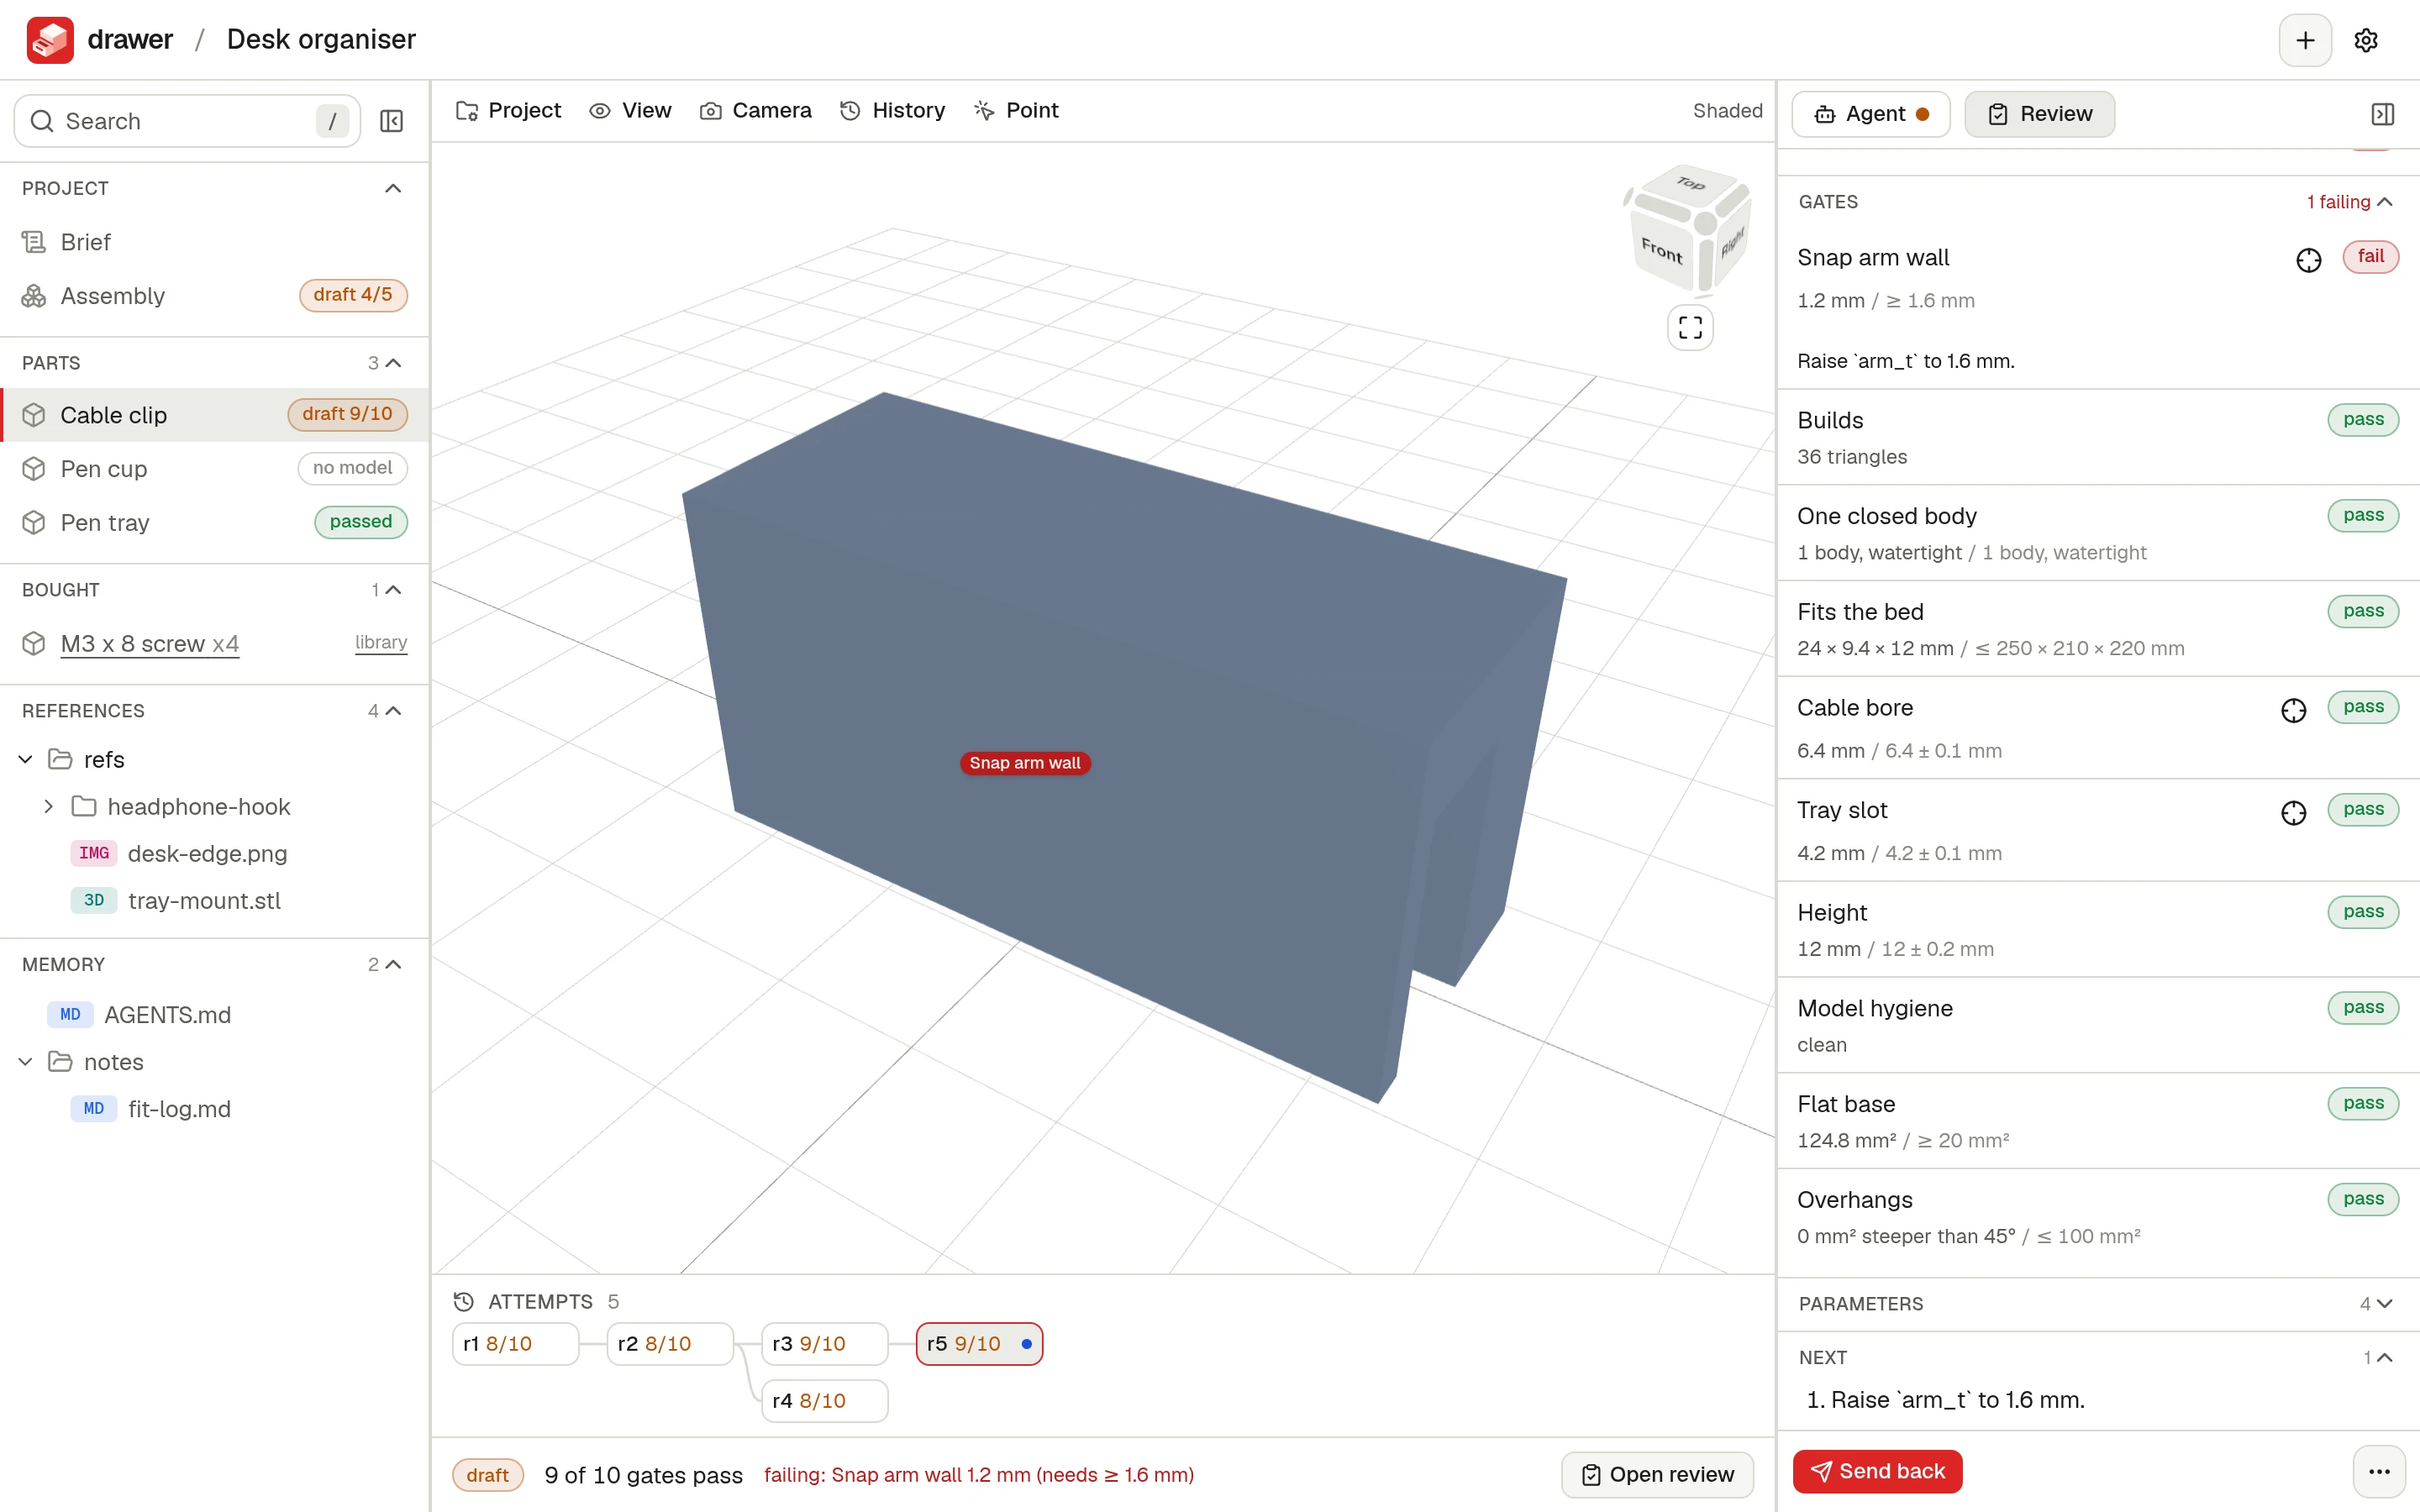 drawer / Desk organiser
Search /
PROJECT
Brief
Assembly draft 4/5
PARTS 3
Cable clip draft 9/10
Pen cup no model
Pen tray passed
BOUGHT 1
M3 x 8 screw x4 library
REFERENCES 4
refs
headphone-hook
IMG desk-edge.png
3D tray-mount.stl
MEMORY 2
MD AGENTS.md
notes
MD fit-log.md
Project View Camera History Point Shaded
Top
Front
Right
Snap arm wall
ATTEMPTS 5
r1 8/10 r2 8/10 r3 9/10 r5 9/10
r4 8/10
draft 9 of 10 gates pass failing: Snap arm wall 1.2 mm (needs ≥ 1.6 mm) Open review
Agent Review
GATES 1 failing
Snap arm wall fail
1.2 mm / ≥ 1.6 mm
Raise `arm_t` to 1.6 mm.
Builds pass
36 triangles
One closed body pass
1 body, watertight / 1 body, watertight
Fits the bed pass
24 × 9.4 × 12 mm / ≤ 250 × 210 × 220 mm
Cable bore pass
6.4 mm / 6.4 ± 0.1 mm
Tray slot pass
4.2 mm / 4.2 ± 0.1 mm
Height pass
12 mm / 12 ± 0.2 mm
Model hygiene pass
clean
Flat base pass
124.8 mm² / ≥ 20 mm²
Overhangs pass
0 mm² steeper than 45° / ≤ 100 mm²
PARAMETERS 4
NEXT 1
1. Raise `arm_t` to 1.6 mm.
Send back